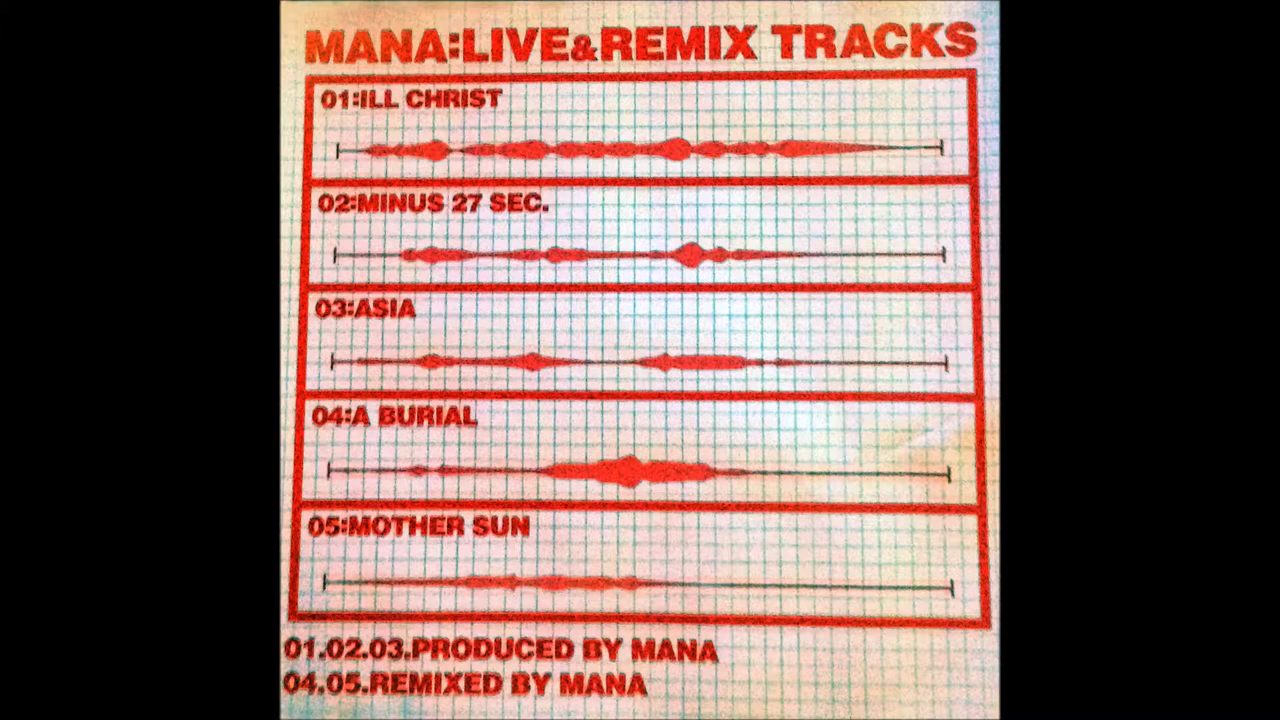 MANA:LIVE&REMIX TRACKS
01:ILL CHRIST
02:MINUS 27 SEC.
03:ASIA
04:A BURIAL
05:MOTHER SUN
01.02.03.PRODUCED BY MANA
04.05.REMIXED BY MANA